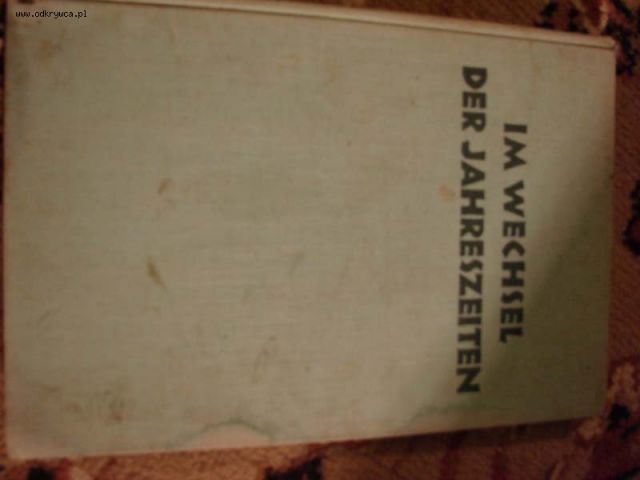 www.odkrywca.pl
IM WECHSEL
DER JAHRESZEITEN